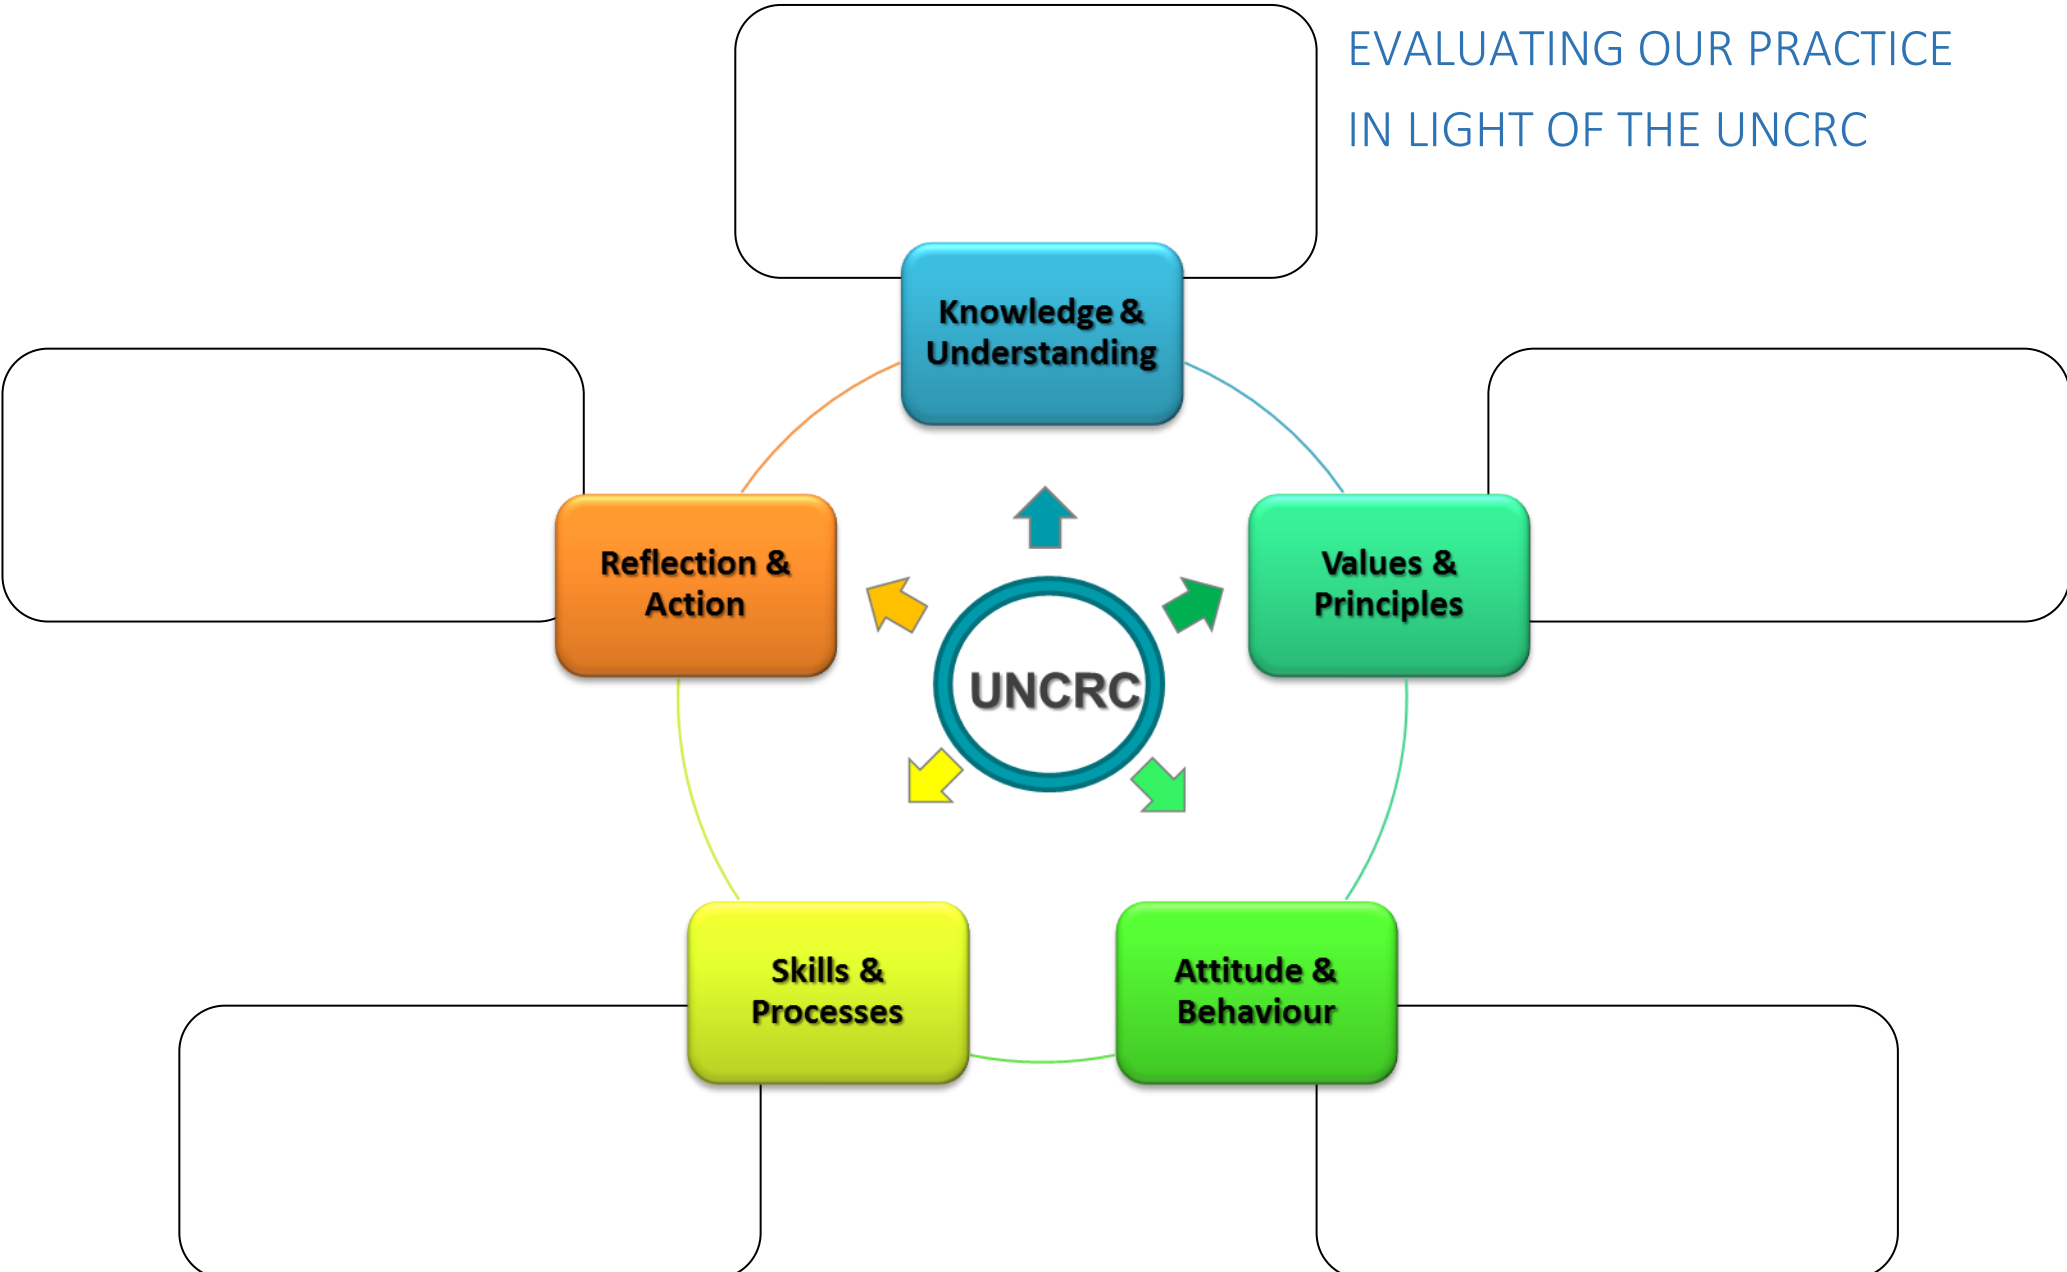 EVALUATING OUR PRACTICE
IN LIGHT OF THE UNCRC
Knowledge &
Understanding
Reflection &
Action
Values &
Principles
UNCRC
Skills &
Processes
Attitude &
Behaviour